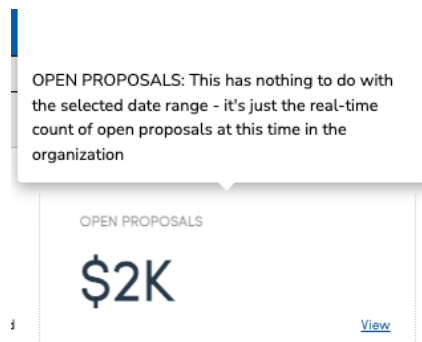 OPEN PROPOSALS: This has nothing to do with
the selected date range - it's just the real-time
count of open proposals at this time in the
organization
OPEN PROPOSALS
$2K
View